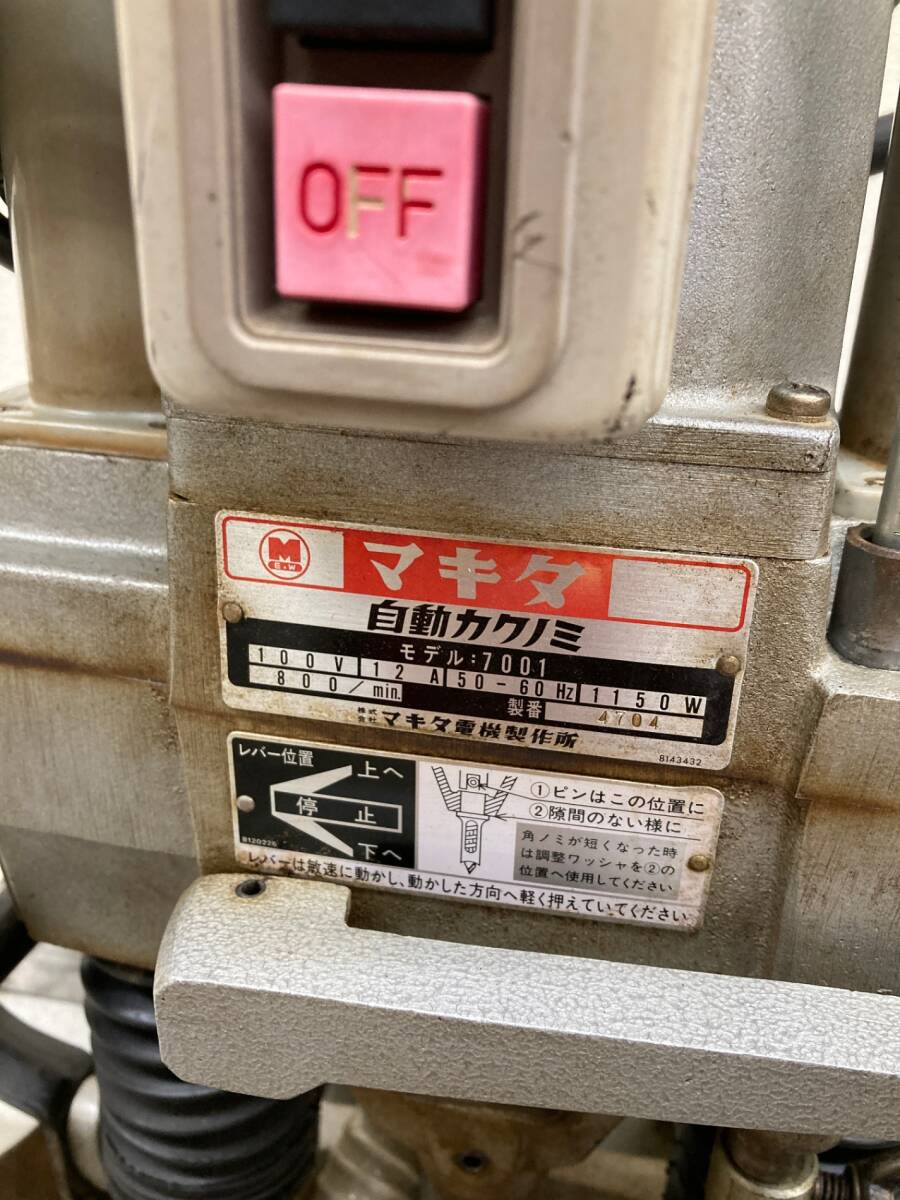 OFF
M
E.W
マキタ
自動カクノミ
モデル:7001
100V 12A 50-60Hz 1150W
800/min. 製番 4704
株式会社 マキタ電機製作所
8143432
レバー位置
上へ
停止
下へ
8120226
①ピンはこの位置に
②隙間のない様に
角ノミが短くなった時
は調整ワッシャを②の
位置へ使用してください
レバーは敏速に動かし、動かした方向へ軽く押えていてください